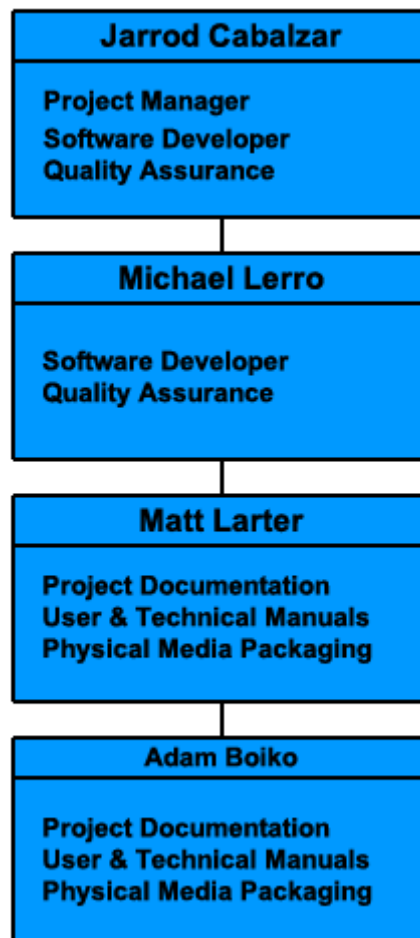 Jarrod Cabalzar
Project Manager
Software Developer
Quality Assurance
Michael Lerro
Software Developer
Quality Assurance
Matt Larter
Project Documentation
User & Technical Manuals
Physical Media Packaging
Adam Boiko
Project Documentation
User & Technical Manuals
Physical Media Packaging